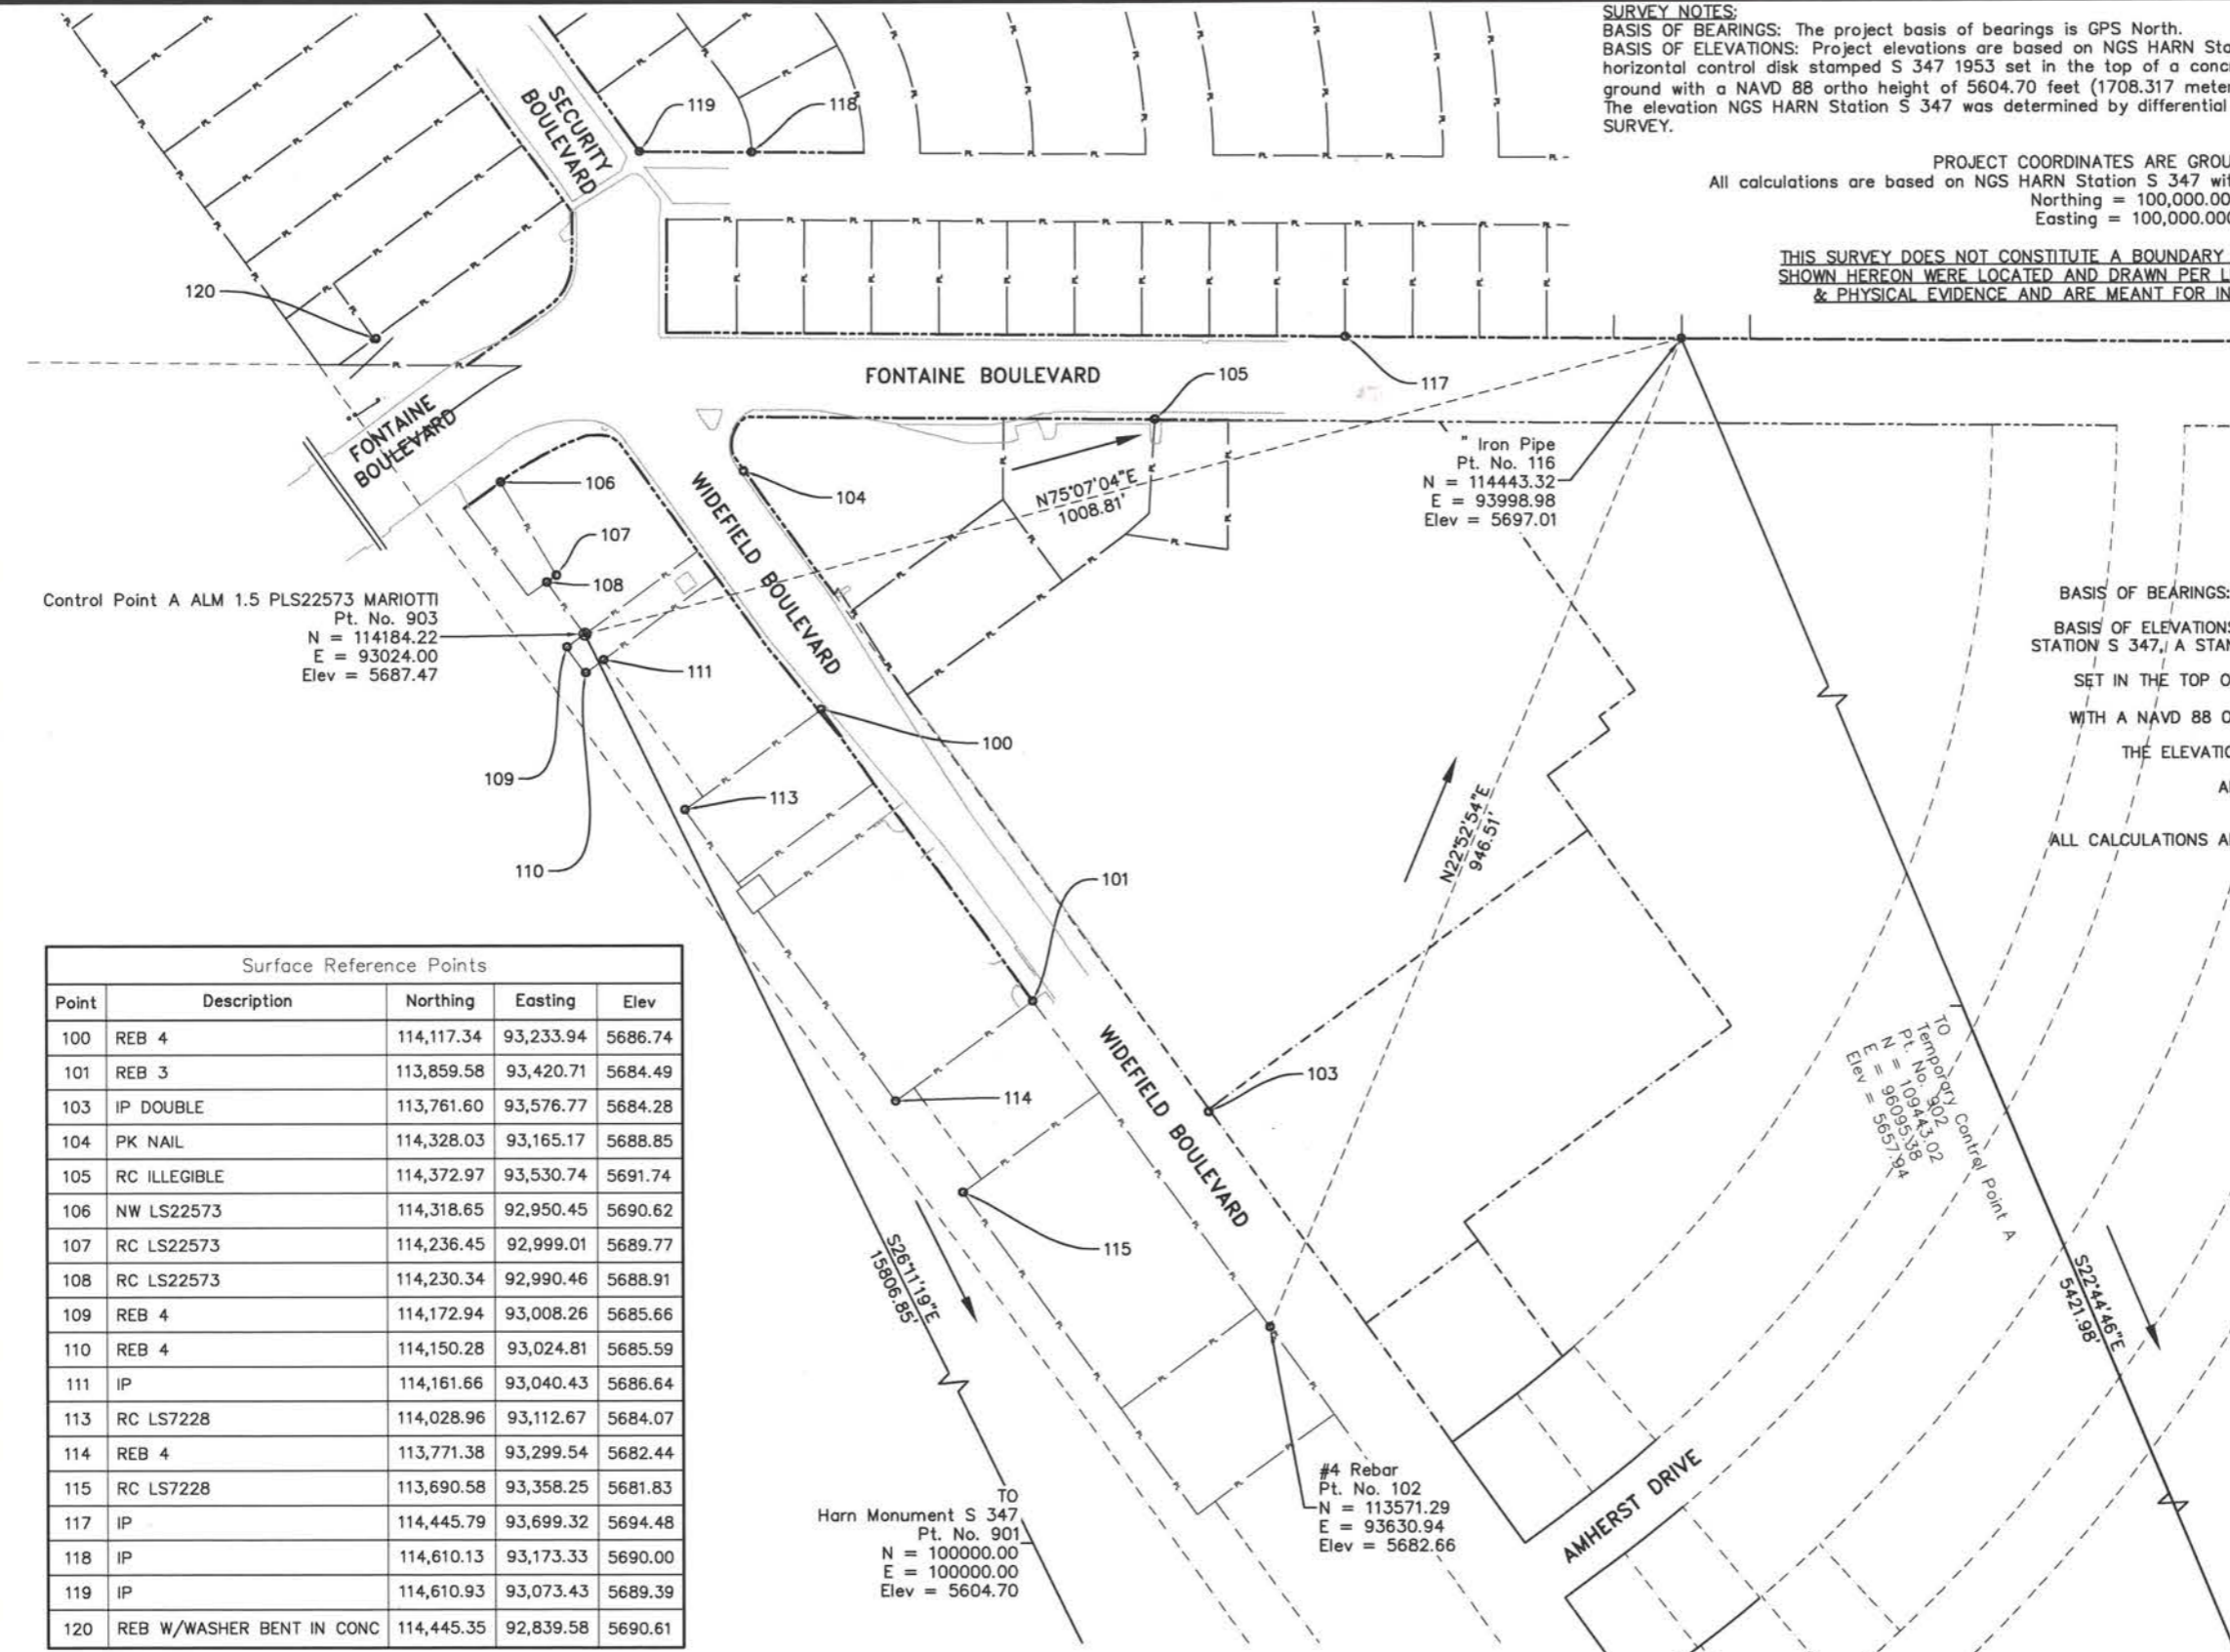 SURVEY NOTES:
BASIS OF BEARINGS: The project basis of bearings is GPS North.
BASIS OF ELEVATIONS: Project elevations are based on NGS HARN Sta
horizontal control disk stamped S 347 1953 set in the top of a conc
ground with a NAVD 88 ortho height of 5604.70 feet (1708.317 meter
The elevation NGS HARN Station S 347 was determined by differential
SURVEY.
PROJECT COORDINATES ARE GROU
All calculations are based on NGS HARN Station S 347 wit
Northing = 100,000.00
Easting = 100,000.000
THIS SURVEY DOES NOT CONSTITUTE A BOUNDARY
SHOWN HEREON WERE LOCATED AND DRAWN PER L
& PHYSICAL EVIDENCE AND ARE MEANT FOR IN
SECURITY
BOULEVARD
119
118
120
FONTAINE BOULEVARD
105
117
FONTAINE
BOULEVARD
106
104
WIDEFIELD BOULEVARD
N75°07'04"E
1008.81'
" Iron Pipe
Pt. No. 116
N = 114443.32
E = 93998.98
Elev = 5697.01
107
108
Control Point A ALM 1.5 PLS22573 MARIOTTI
Pt. No. 903
N = 114184.22
E = 93024.00
Elev = 5687.47
111
109
110
100
113
101
N22°52'54"E
946.51'
BASIS OF BEARINGS:
BASIS OF ELEVATIONS
STATION S 347, A STAN
SET IN THE TOP O
WITH A NAVD 88 O
THE ELEVATIO
A
ALL CALCULATIONS A
103
114
115
WIDEFIELD BOULEVARD
TO
Temporary Control Point A
Pt. No. 902
N = 109443.02
E = 96095.38
Elev = 5657.94
S22°44'46"E
5421.98'
S26°11'19"E
15806.85'
TO
Harn Monument S 347
Pt. No. 901
N = 100000.00
E = 100000.00
Elev = 5604.70
#4 Rebar
Pt. No. 102
N = 113571.29
E = 93630.94
Elev = 5682.66
AMHERST DRIVE
Surface Reference Points
Point Description Northing Easting Elev
100 REB 4 114,117.34 93,233.94 5686.74
101 REB 3 113,859.58 93,420.71 5684.49
103 IP DOUBLE 113,761.60 93,576.77 5684.28
104 PK NAIL 114,328.03 93,165.17 5688.85
105 RC ILLEGIBLE 114,372.97 93,530.74 5691.74
106 NW LS22573 114,318.65 92,950.45 5690.62
107 RC LS22573 114,236.45 92,999.01 5689.77
108 RC LS22573 114,230.34 92,990.46 5688.91
109 REB 4 114,172.94 93,008.26 5685.66
110 REB 4 114,150.28 93,024.81 5685.59
111 IP 114,161.66 93,040.43 5686.64
113 RC LS7228 114,028.96 93,112.67 5684.07
114 REB 4 113,771.38 93,299.54 5682.44
115 RC LS7228 113,690.58 93,358.25 5681.83
117 IP 114,445.79 93,699.32 5694.48
118 IP 114,610.13 93,173.33 5690.00
119 IP 114,610.93 93,073.43 5689.39
120 REB W/WASHER BENT IN CONC 114,445.35 92,839.58 5690.61